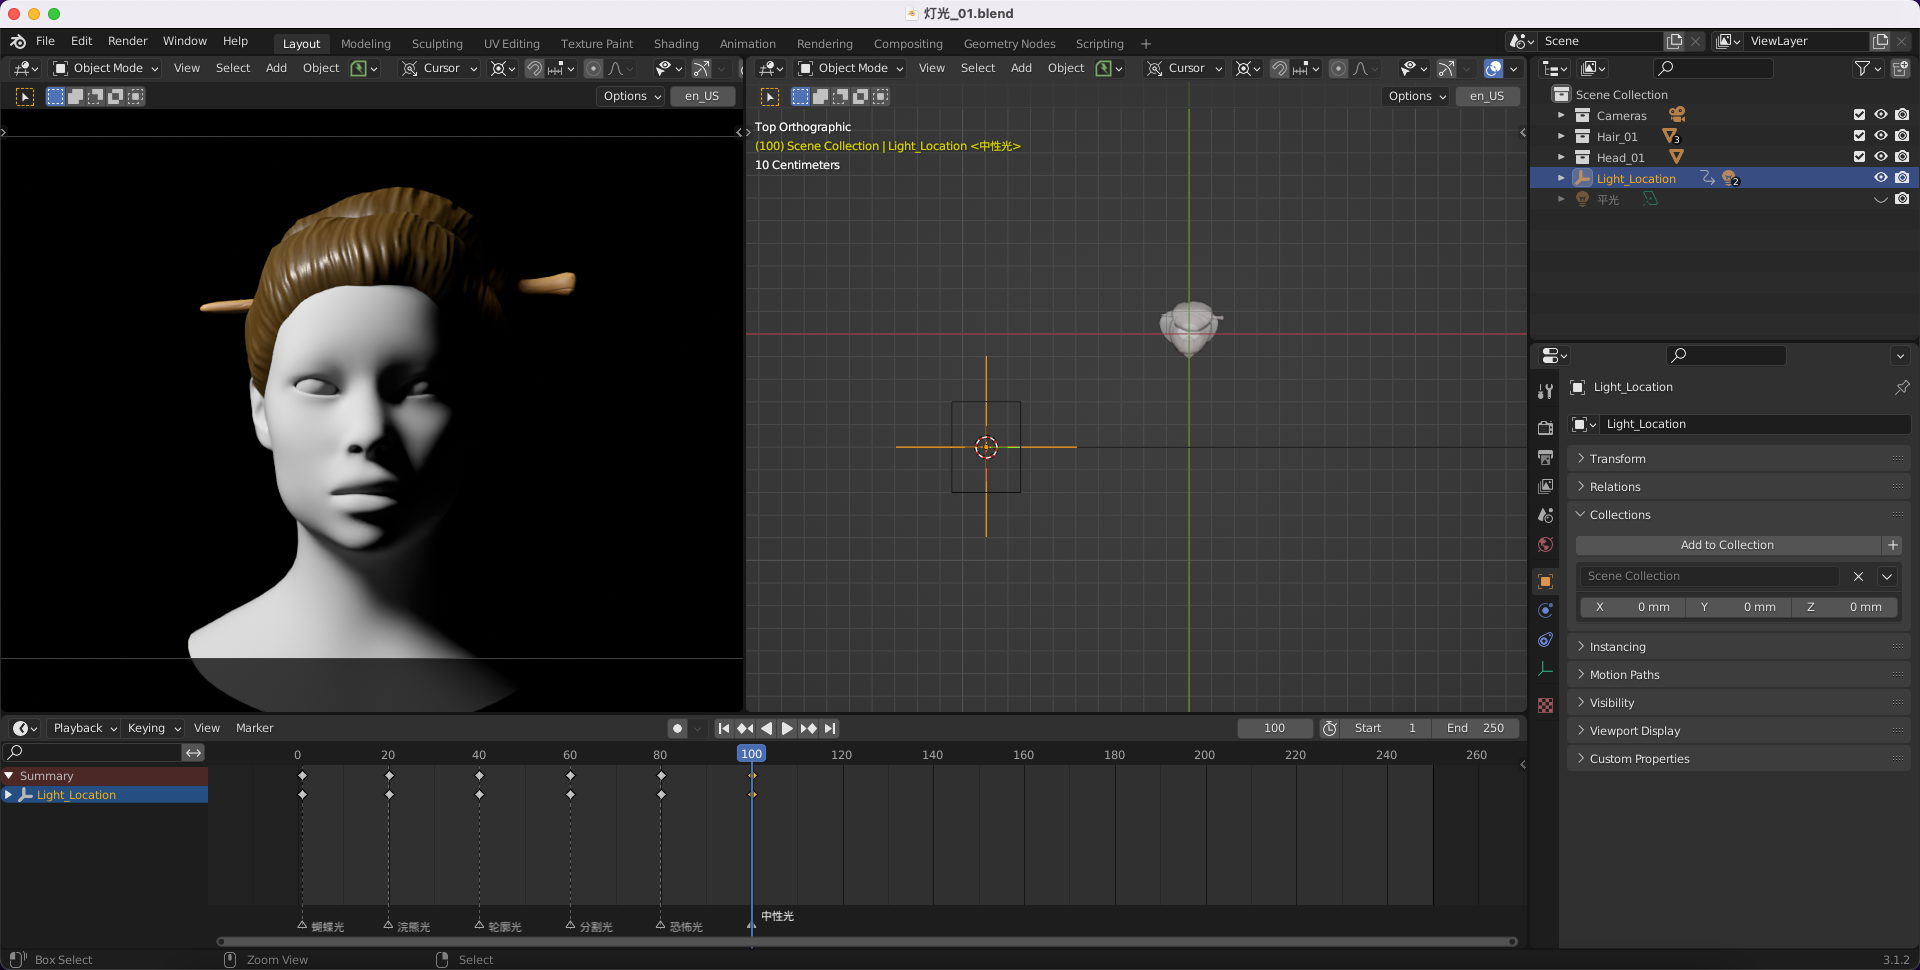 灯光_01.blend
File Edit Render Window Help Layout Modeling Sculpting UV Editing Texture Paint Shading Animation Rendering Compositing Geometry Nodes Scripting + Scene ViewLayer
Object Mode View Select Add Object Cursor
Object Mode View Select Add Object Cursor
Options en_US
Options en_US
Top Orthographic
(100) Scene Collection | Light_Location <中性光>
10 Centimeters
Scene Collection
Cameras
Hair_01 3
Head_01
Light_Location 2
平光
Light_Location
Light_Location
Transform
Relations
Collections
Add to Collection
Scene Collection
X 0 mm Y 0 mm Z 0 mm
Instancing
Motion Paths
Visibility
Viewport Display
Custom Properties
Playback Keying View Marker 100 Start 1 End 250
0 20 40 60 80 100 120 140 160 180 200 220 240 260
Summary
Light_Location
蝴蝶光 浣熊光 轮廓光 分割光 恐怖光 中性光
Box Select Zoom View Select 3.1.2